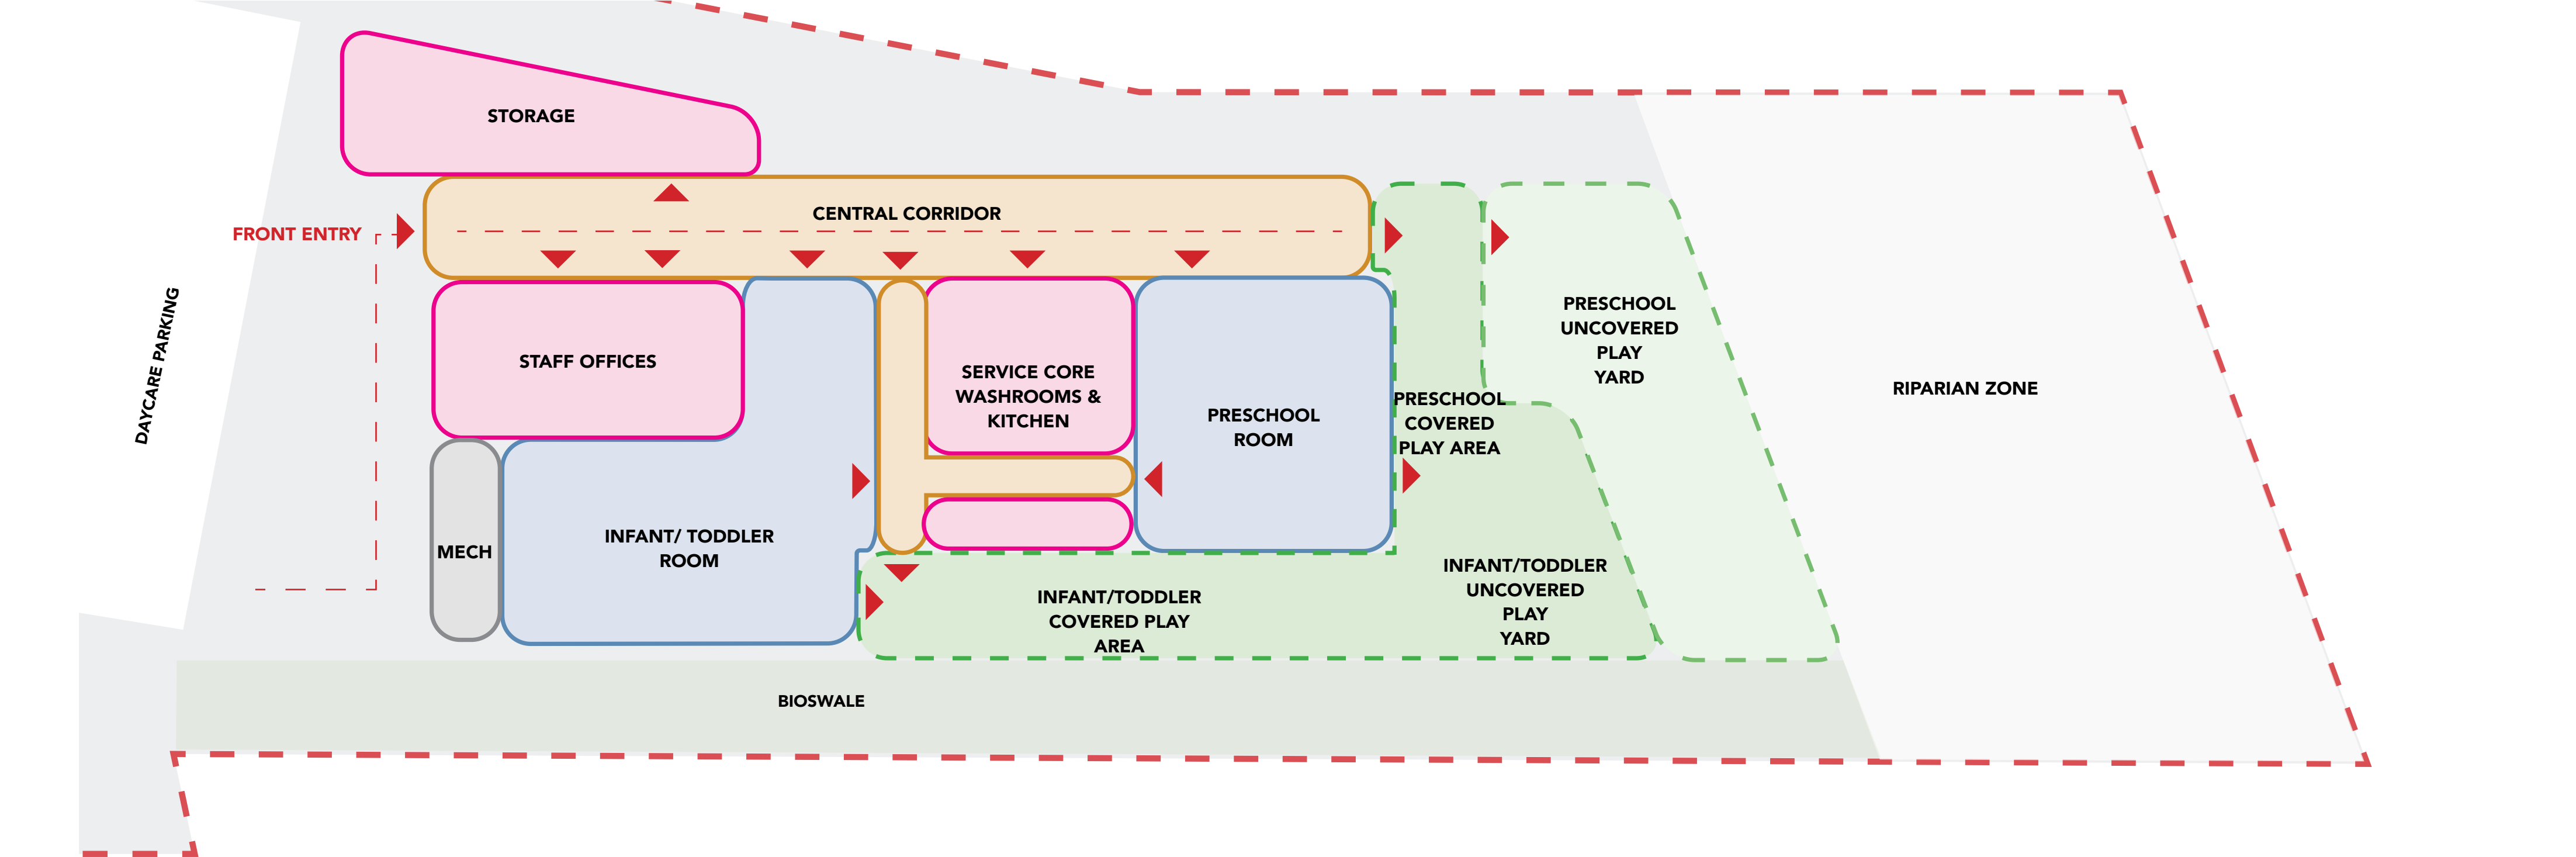 STORAGE
CENTRAL CORRIDOR
FRONT ENTRY
DAYCARE PARKING
STAFF OFFICES
SERVICE CORE
WASHROOMS &
KITCHEN
PRESCHOOL
ROOM
PRESCHOOL
COVERED
PLAY AREA
PRESCHOOL
UNCOVERED
PLAY
YARD
RIPARIAN ZONE
MECH
INFANT/ TODDLER
ROOM
INFANT/TODDLER
COVERED PLAY
AREA
INFANT/TODDLER
UNCOVERED
PLAY
YARD
BIOSWALE